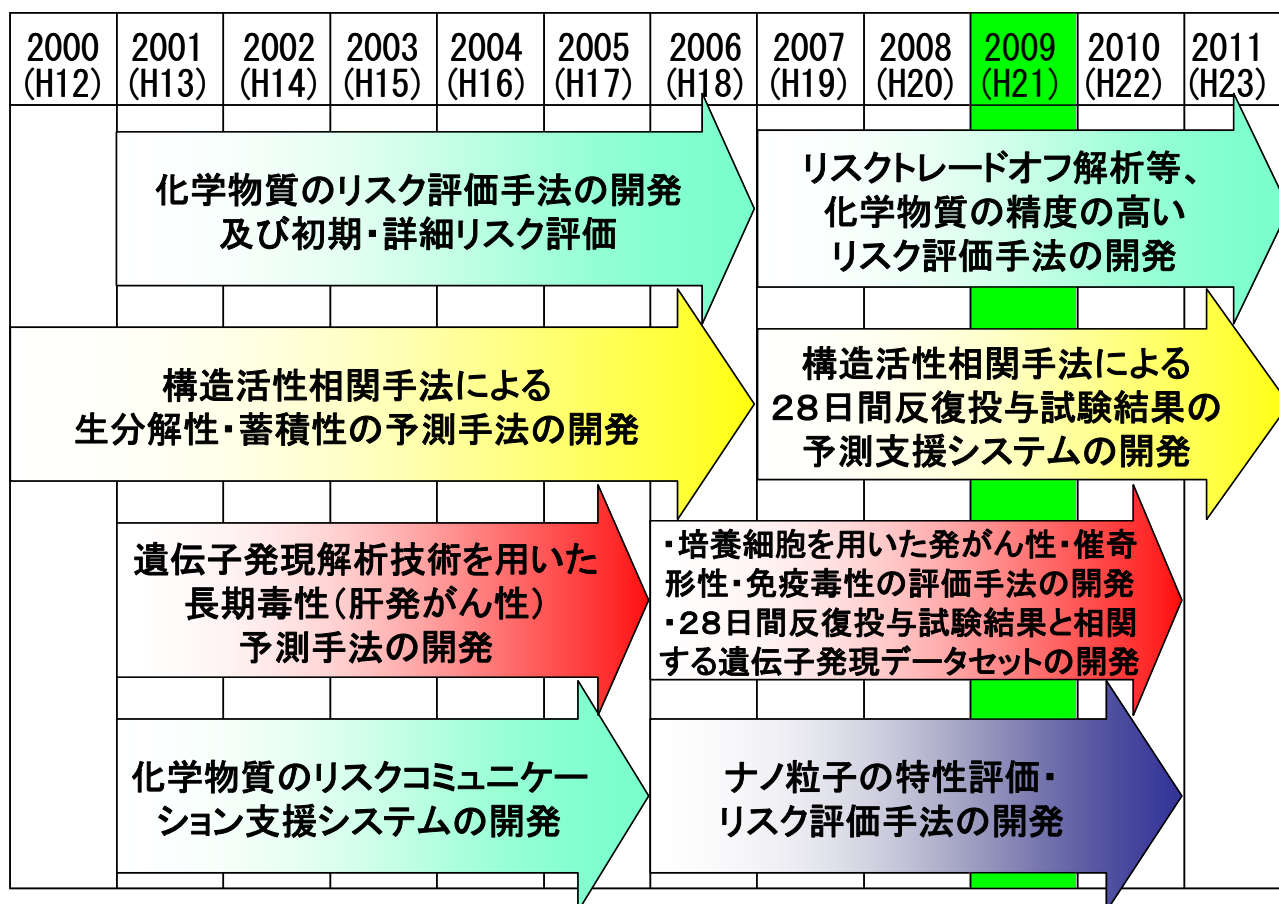 2000 2001 2002 2003 2004 2005 2006 2007 2008 2009 2010 2011
(H12) (H13) (H14) (H15) (H16) (H17) (H18) (H19) (H20) (H21) (H22) (H23)
化学物質のリスク評価手法の開発
及び初期・詳細リスク評価
リスクトレードオフ解析等、
化学物質の精度の高い
リスク評価手法の開発
構造活性相関手法による
生分解性・蓄積性の予測手法の開発
構造活性相関手法による
28日間反復投与試験結果の
予測支援システムの開発
遺伝子発現解析技術を用いた
長期毒性(肝発がん性)
予測手法の開発
・培養細胞を用いた発がん性・催奇
形性・免疫毒性の評価手法の開発
・28日間反復投与試験結果と相関
する遺伝子発現データセットの開発
化学物質のリスクコミュニケー
ション支援システムの開発
ナノ粒子の特性評価・
リスク評価手法の開発